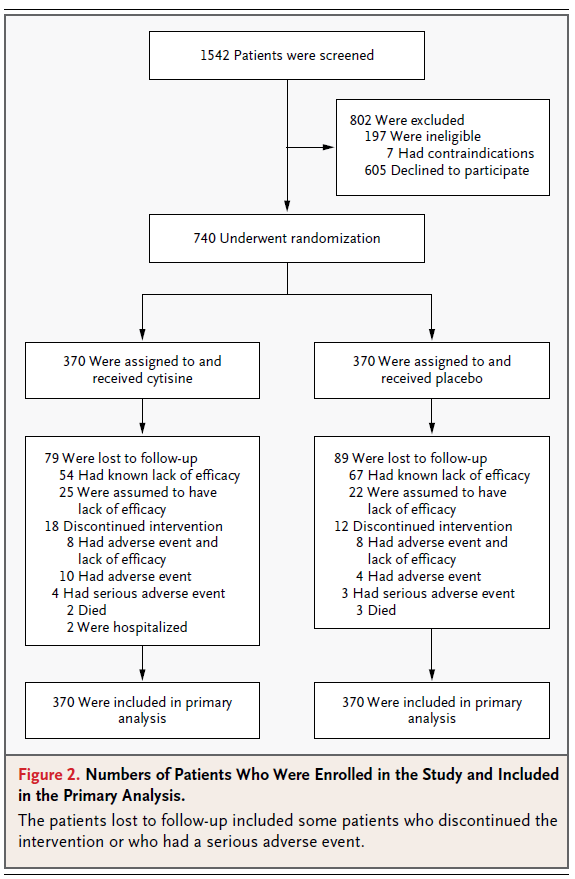 1542 Patients were screened
802 Were excluded
197 Were ineligible
7 Had contraindications
605 Declined to participate
740 Underwent randomization
370 Were assigned to and
received cytisine
370 Were assigned to and
received placebo
79 Were lost to follow-up
54 Had known lack of efficacy
25 Were assumed to have
lack of efficacy
18 Discontinued intervention
8 Had adverse event and
lack of efficacy
10 Had adverse event
4 Had serious adverse event
2 Died
2 Were hospitalized
89 Were lost to follow-up
67 Had known lack of efficacy
22 Were assumed to have
lack of efficacy
12 Discontinued intervention
8 Had adverse event and
lack of efficacy
4 Had adverse event
3 Had serious adverse event
3 Died
370 Were included in primary
analysis
370 Were included in primary
analysis
Figure 2. Numbers of Patients Who Were Enrolled in the Study and Included
in the Primary Analysis.
The patients lost to follow-up included some patients who discontinued the
intervention or who had a serious adverse event.